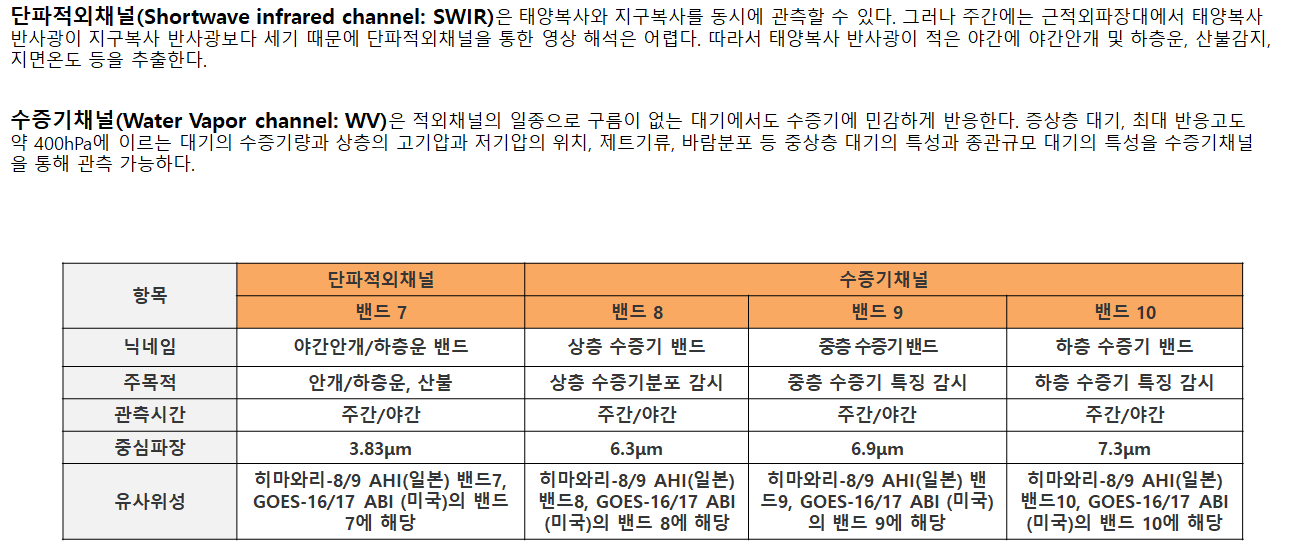 단파적외채널(Shortwave infrared channel: SWIR)은 태양복사와 지구복사를 동시에 관측할 수 있다. 그러나 주간에는 근적외파장대에서 태양복사
반사광이 지구복사 반사광보다 세기 때문에 단파적외채널을 통한 영상 해석은 어렵다. 따라서 태양복사 반사광이 적은 야간에 야간안개 및 하층운, 산불감지,
지면온도 등을 추출한다.
수증기채널(Water Vapor channel: WV)은 적외채널의 일종으로 구름이 없는 대기에서도 수증기에 민감하게 반응한다. 증상층 대기, 최대 반응고도
약 400hPa에 이르는 대기의 수증기량과 상층의 고기압과 저기압의 위치, 제트기류, 바람분포 등 중상층 대기의 특성과 종관규모 대기의 특성을 수증기채널
을 통해 관측 가능하다.
항목 단파적외채널 수증기채널
밴드 7 밴드 8 밴드 9 밴드 10
닉네임 야간안개/하층운 밴드 상층 수증기 밴드 중층 수증기 밴드 하층 수증기 밴드
주목적 안개/하층운, 산불 상층 수증기분포 감시 중층 수증기 특징 감시 하층 수증기 특징 감시
관측시간 주간/야간 주간/야간 주간/야간 주간/야간
중심파장 3.83μm 6.3μm 6.9μm 7.3μm
유사위성
히마와리-8/9 AHI(일본) 밴드7,
GOES-16/17 ABI (미국)의 밴드
7에 해당
히마와리-8/9 AHI(일본)
밴드8, GOES-16/17 ABI
(미국)의 밴드 8에 해당
히마와리-8/9 AHI(일본) 밴
드9, GOES-16/17 ABI (미국)
의 밴드 9에 해당
히마와리-8/9 AHI(일본)
밴드10, GOES-16/17 ABI
(미국)의 밴드 10에 해당